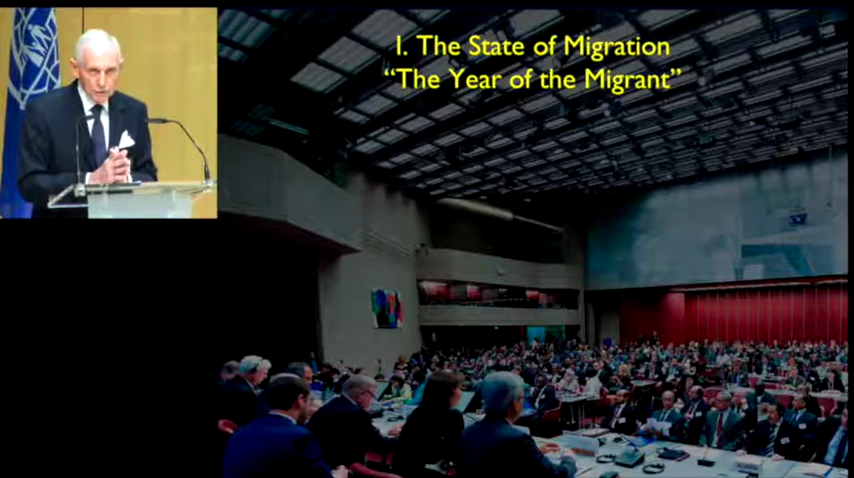 I. The State of Migration
“The Year of the Migrant”